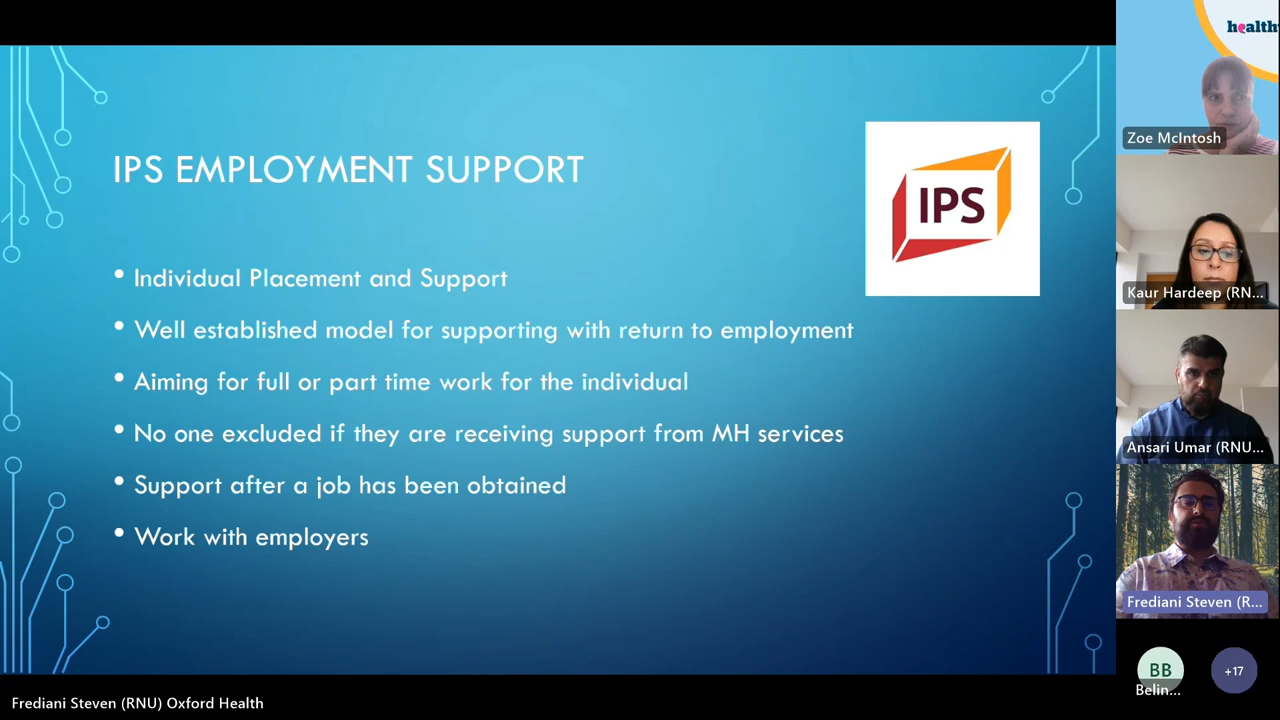 IPS EMPLOYMENT SUPPORT
IPS
• Individual Placement and Support
• Well established model for supporting with return to employment
• Aiming for full or part time work for the individual
• No one excluded if they are receiving support from MH services
• Support after a job has been obtained
• Work with employers
Frediani Steven (RNU) Oxford Health
health
Zoe McIntosh
Kaur Hardeep (RN...
Ansari Umar (RNU...
Frediani Steven (R...
BB
Belin...
+17